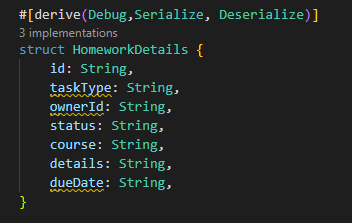 #[derive(Debug,Serialize, Deserialize)]
3 implementations
struct HomeworkDetails {
    id: String,
    taskType: String,
    ownerId: String,
    status: String,
    course: String,
    details: String,
    dueDate: String,
}